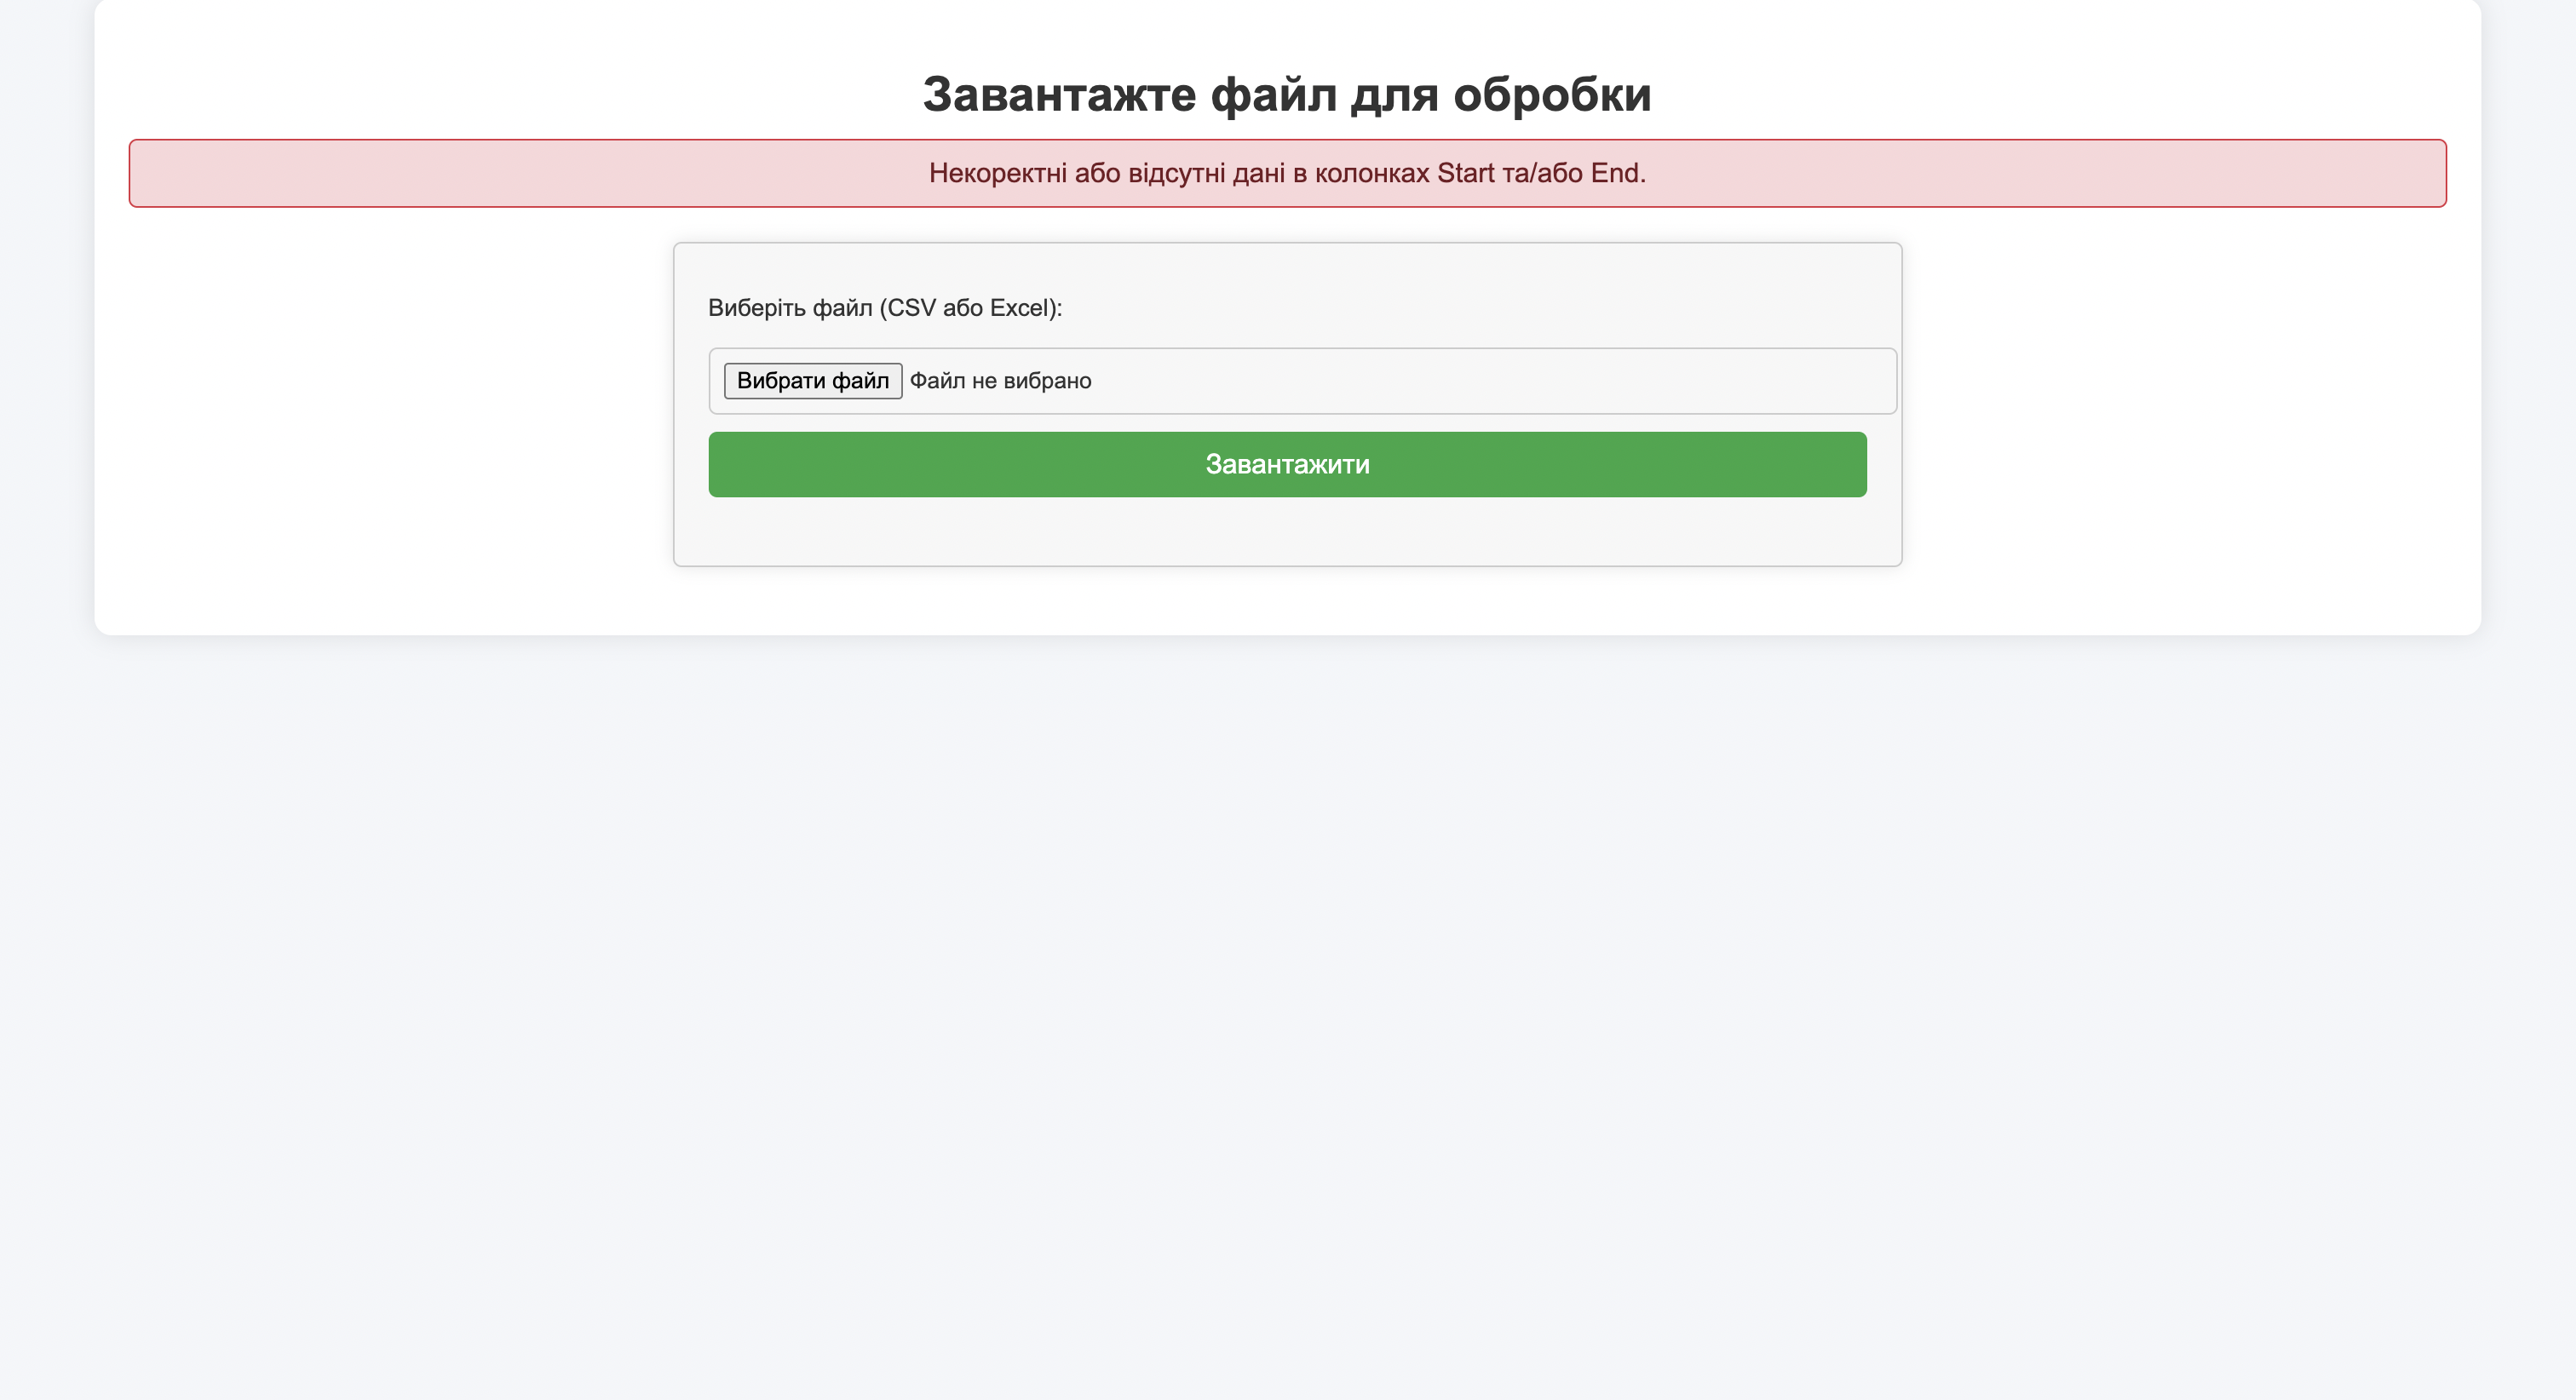 Завантажте файл для обробки
Некоректні або відсутні дані в колонках Start та/або End.
Виберіть файл (CSV або Excel):
Вибрати файл Файл не вибрано
Завантажити